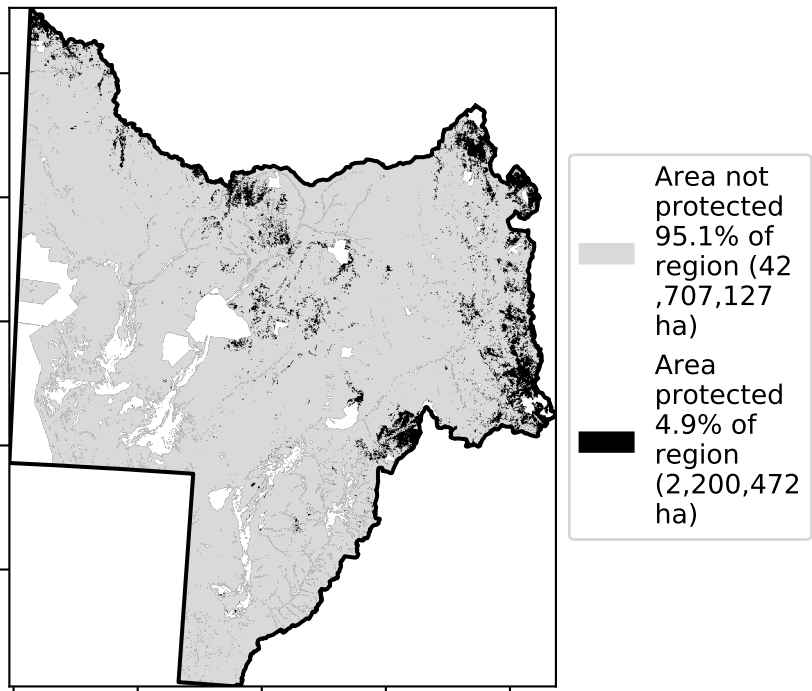 Area not
protected
95.1% of
region (42
,707,127
ha)
Area
protected
4.9% of
region
(2,200,472
ha)